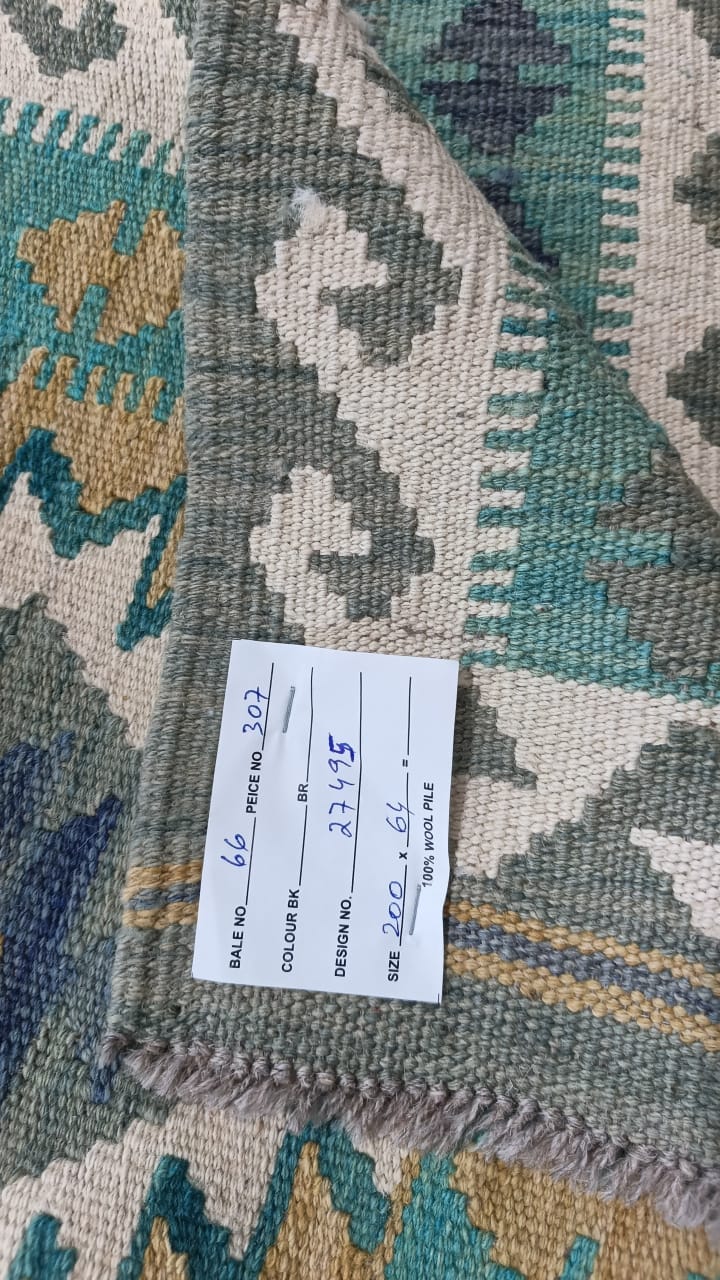 BALE NO 66 PEICE NO 307
COLOUR BK BR
DESIGN NO. 27495
SIZE 200 x 64 =
100% WOOL PILE